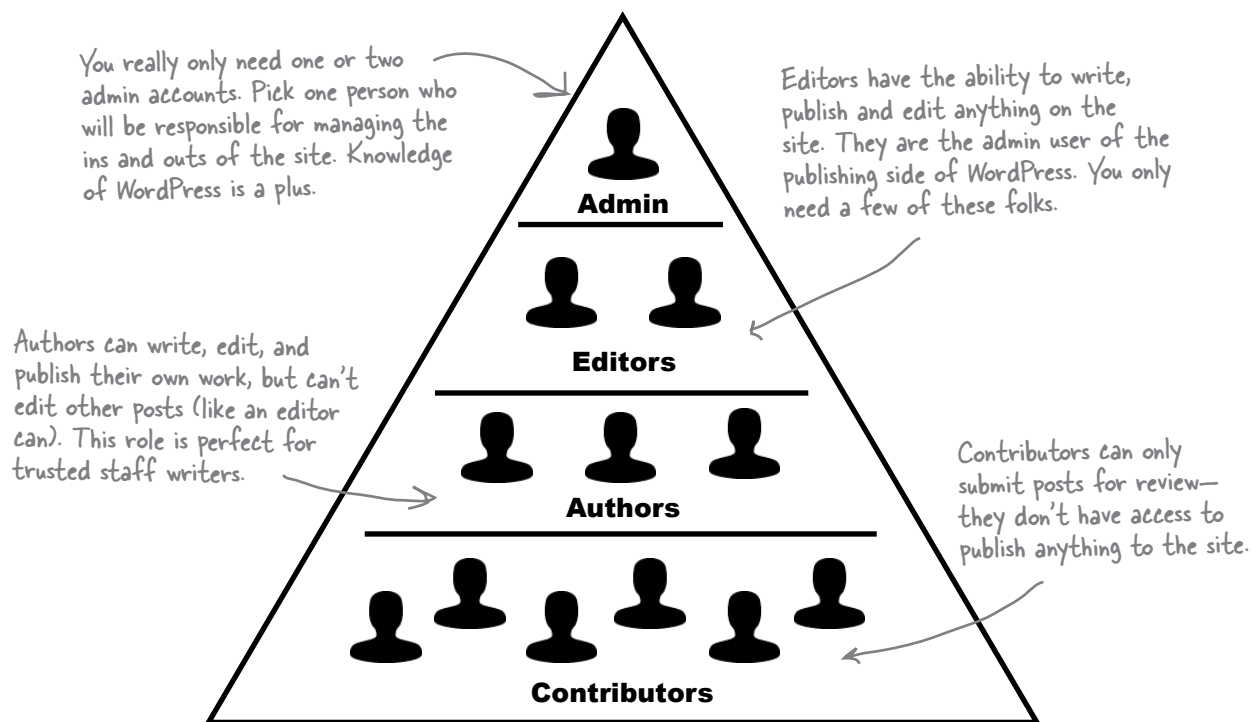 You really only need one or two
admin accounts. Pick one person who
will be responsible for managing the
ins and outs of the site. Knowledge
of WordPress is a plus.
Editors have the ability to write,
publish and edit anything on the
site. They are the admin user of the
publishing side of WordPress. You only
need a few of these folks.
Admin
Editors
Authors can write, edit, and
publish their own work, but can't
edit other posts (like an editor
can). This role is perfect for
trusted staff writers.
Authors
Contributors can only
submit posts for review—
they don't have access to
publish anything to the site.
Contributors